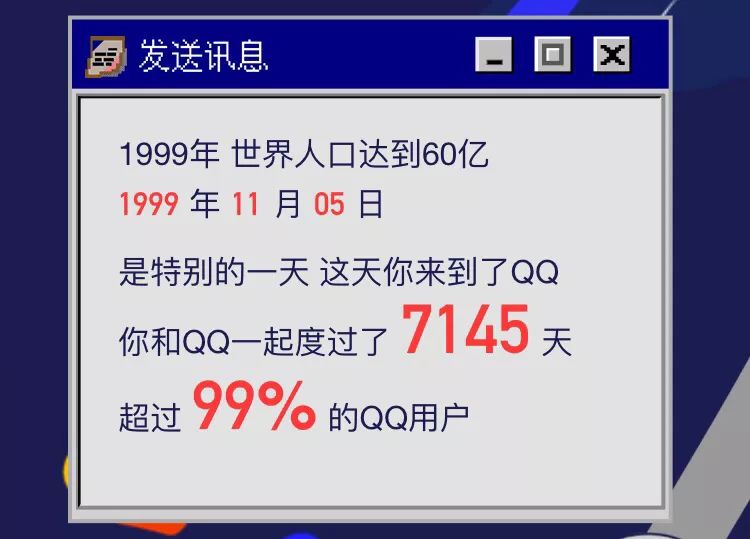 发送讯息
1999年 世界人口达到60亿
1999 年 11 月 05 日
是特别的一天 这天你来到了QQ
你和QQ一起度过了 7145 天
超过 99% 的QQ用户